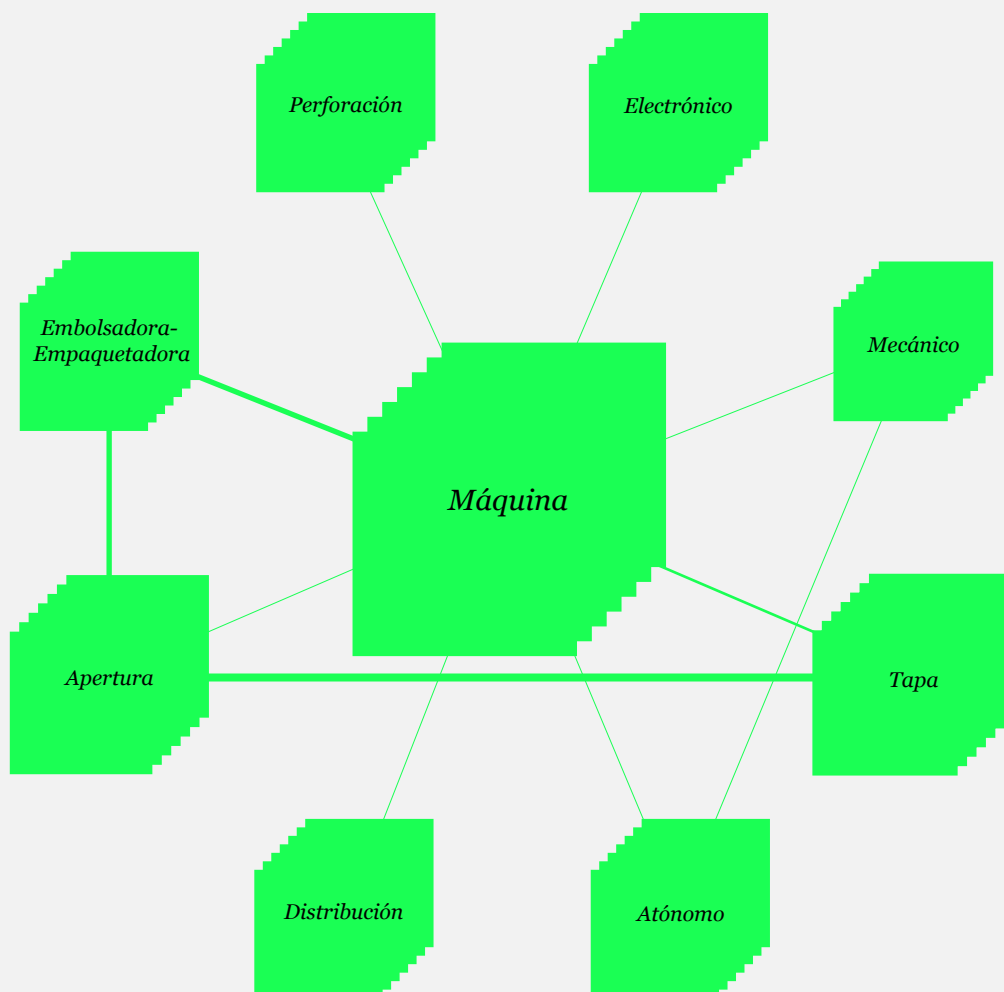 Perforación
Electrónico
Embolsadora-
Empaquetadora
Mecánico
Máquina
Apertura
Tapa
Distribución
Atónomo